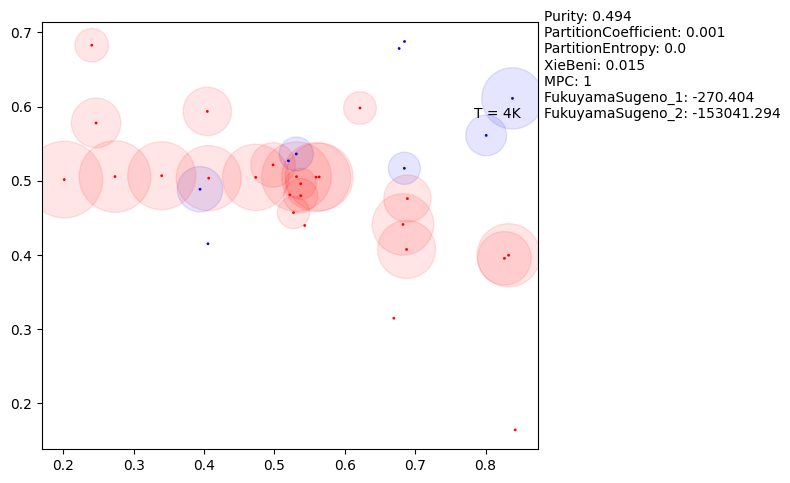 Purity: 0.494
PartitionCoefficient: 0.001
PartitionEntropy: 0.0
XieBeni: 0.015
MPC: 1
FukuyamaSugeno_1: -270.404
FukuyamaSugeno_2: -153041.294
T = 4K
0.7
0.6
0.5
0.4
0.3
0.2
0.2 0.3 0.4 0.5 0.6 0.7 0.8